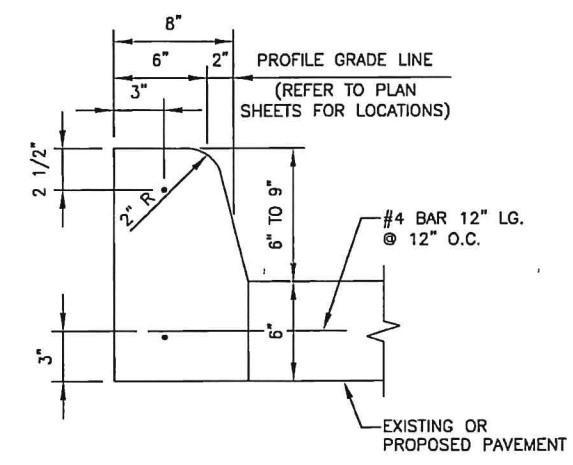 8"
6"
2"
PROFILE GRADE LINE
3"
(REFER TO PLAN
SHEETS FOR LOCATIONS)
2 1/2"
2" R
6" TO 9"
#4 BAR 12" LG.
@ 12" O.C.
3"
6"
EXISTING OR
PROPOSED PAVEMENT